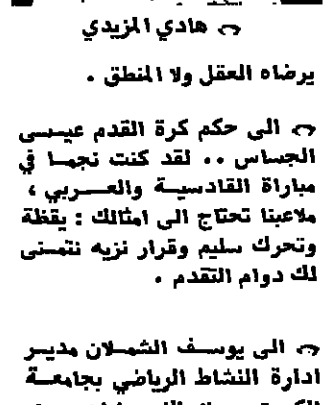 هادي المزيدي
يرضاه العقل ولا المنطق .
الى حكم كرة القدم عيسى
الجساس .. لقد كنت نجما في
مباراة القادسية والعربي ،
ملاعبنا تحتاج الى امثالك : يقظة
وتحرك سليم وقرار نزيه نتمنى
لك دوام التقدم .
الى يوسف الشملان مدير
ادارة النشاط الرياضي بجامعة